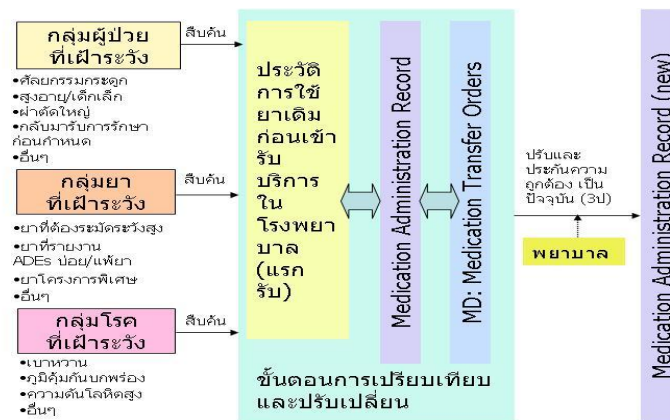 กลุ่มผู้ป่วย
ที่เฝ้าระวัง
สืบค้น
•ศัลยกรรมกระดูก
•สูงอายุ/เด็กเล็ก
•ผ่าตัดใหญ่
•กลับมารับการรักษา
ก่อนกำหนด
•อื่นๆ
กลุ่มยา
ที่เฝ้าระวัง
สืบค้น
•ยาที่ต้องระมัดระวังสูง
•ยาที่รายงาน
ADEs บ่อย/แพ้ยา
•ยาโครงการพิเศษ
•อื่นๆ
กลุ่มโรค
ที่เฝ้าระวัง
สืบค้น
•เบาหวาน
•ภูมิคุ้มกันบกพร่อง
•ความดันโลหิตสูง
•อื่นๆ
ประวัติ
การใช้
ยาเดิม
ก่อนเข้า
รับ
บริการ
ใน
โรงพยา
บาล
(แรก
รับ)
Medication Administration Record
MD: Medication Transfer Orders
ขั้นตอนการเปรียบเทียบ
และปรับเปลี่ยน
ปรับและ
ประกันความ
ถูกต้อง เป็น
ปัจจุบัน (3ป)
พยาบาล
Medication Administration Record (new)